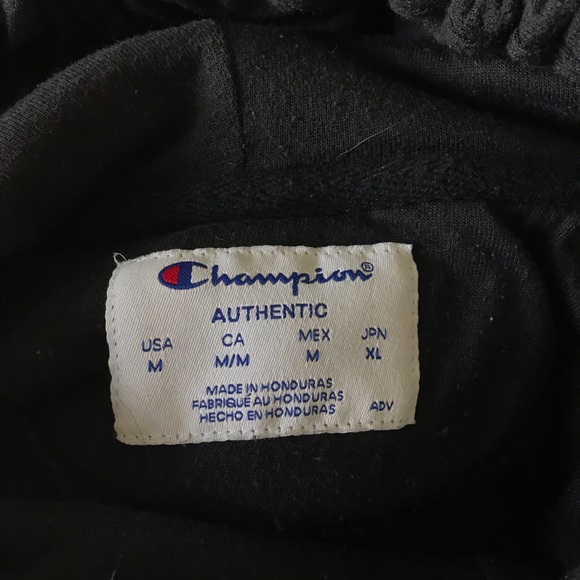 Champion®
AUTHENTIC
USA CA MEX JPN
M M/M M XL
MADE IN HONDURAS
FABRIQUÉ AU HONDURAS
HECHO EN HONDURAS ADV